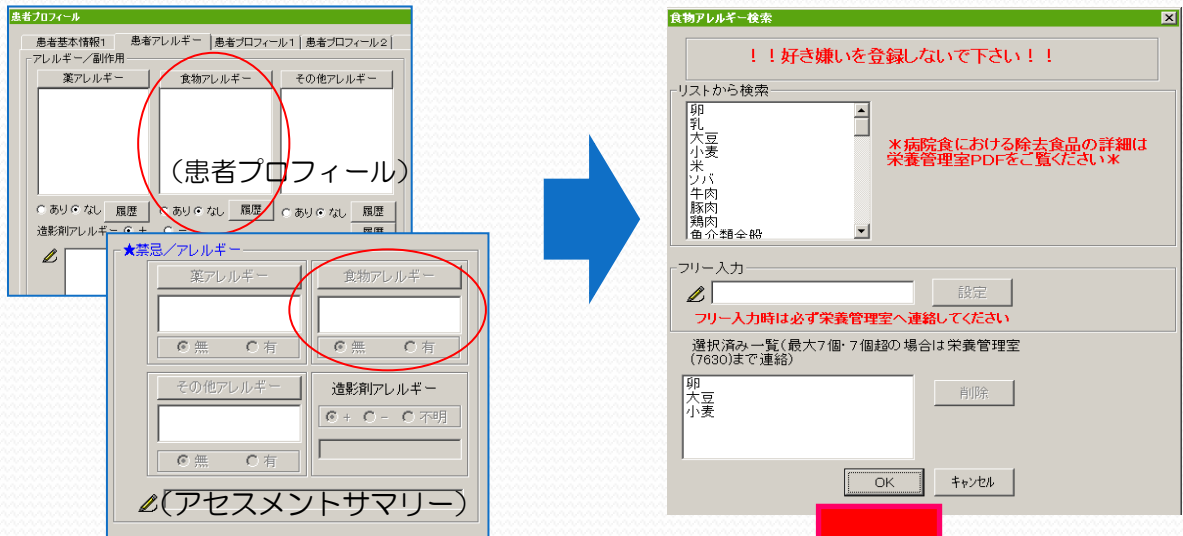 患者プロフィール
患者基本情報1 患者アレルギー 患者プロフィール1 患者プロフィール2
アレルギー/副作用
薬アレルギー 食物アレルギー その他アレルギー
(患者プロフィール)
あり なし 履歴 あり なし 履歴 あり なし 履歴
造影剤アレルギー + - 履歴
★禁忌/アレルギー
薬アレルギー 食物アレルギー
無 有 無 有
その他アレルギー 造影剤アレルギー
+ - 不明
無 有
(アセスメントサマリー)
食物アレルギー検索
!!好き嫌いを登録しないで下さい!!
リストから検索
卵
乳
大豆
小麦
米
ソバ
牛肉
豚肉
鶏肉
魚介類全般
*病院食における除去食品の詳細は
栄養管理室PDFをご覧ください*
フリー入力
設定
フリー入力時は必ず栄養管理室へ連絡してください
選択済み一覧(最大7個・7個超の場合は栄養管理室
(7630)まで連絡)
卵
大豆
小麦
削除
OK キャンセル